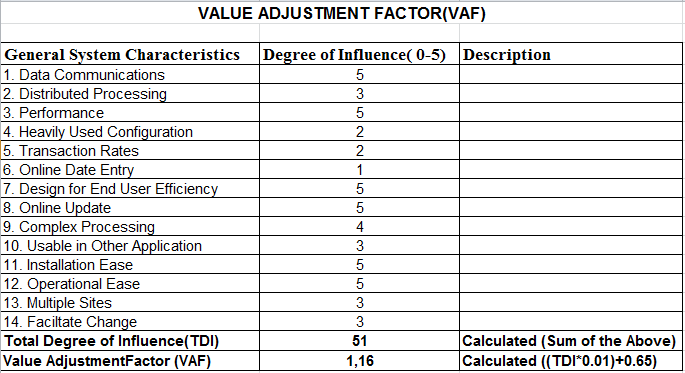 VALUE ADJUSTMENT FACTOR(VAF)
General System Characteristics Degree of Influence( 0-5) Description
1. Data Communications 5
2. Distributed Processing 3
3. Performance 5
4. Heavily Used Configuration 2
5. Transaction Rates 2
6. Online Date Entry 1
7. Design for End User Efficiency 5
8. Online Update 5
9. Complex Processing 4
10. Usable in Other Application 3
11. Installation Ease 5
12. Operational Ease 5
13. Multiple Sites 3
14. Faciltate Change 3
Total Degree of Influence(TDI) 51 Calculated (Sum of the Above)
Value AdjustmentFactor (VAF) 1,16 Calculated ((TDI*0.01)+0.65)